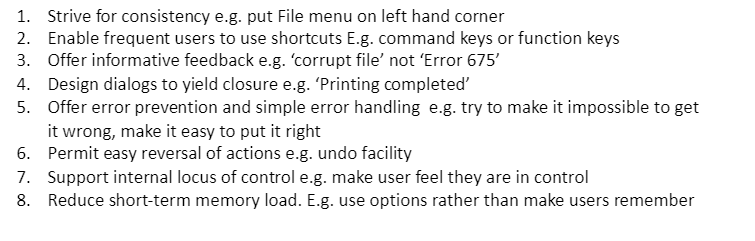 1. Strive for consistency e.g. put File menu on left hand corner
2. Enable frequent users to use shortcuts E.g. command keys or function keys
3. Offer informative feedback e.g. ‘corrupt file’ not ‘Error 675’
4. Design dialogs to yield closure e.g. ‘Printing completed’
5. Offer error prevention and simple error handling e.g. try to make it impossible to get
it wrong, make it easy to put it right
6. Permit easy reversal of actions e.g. undo facility
7. Support internal locus of control e.g. make user feel they are in control
8. Reduce short-term memory load. E.g. use options rather than make users remember